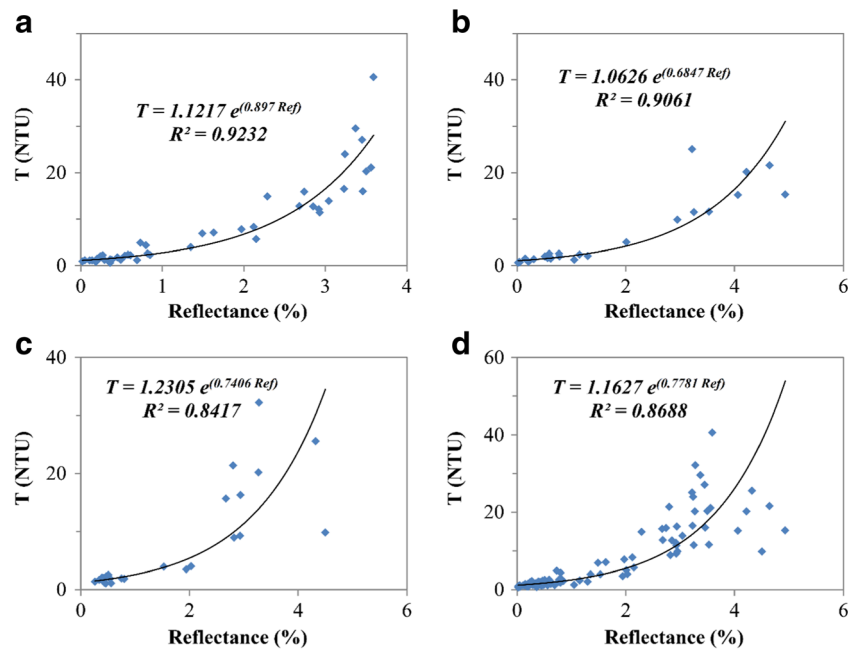 a
T (NTU)
40
20
0
T = 1.1217 e^(0.897 Ref)
R² = 0.9232
0 1 2 3 4
Reflectance (%)
b
T (NTU)
40
20
0
T = 1.0626 e^(0.6847 Ref)
R² = 0.9061
0 2 4 6
Reflectance (%)
c
T (NTU)
40
20
0
T = 1.2305 e^(0.7406 Ref)
R² = 0.8417
0 2 4 6
Reflectance (%)
d
T (NTU)
60
40
20
0
T = 1.1627 e^(0.7781 Ref)
R² = 0.8688
0 2 4 6
Reflectance (%)